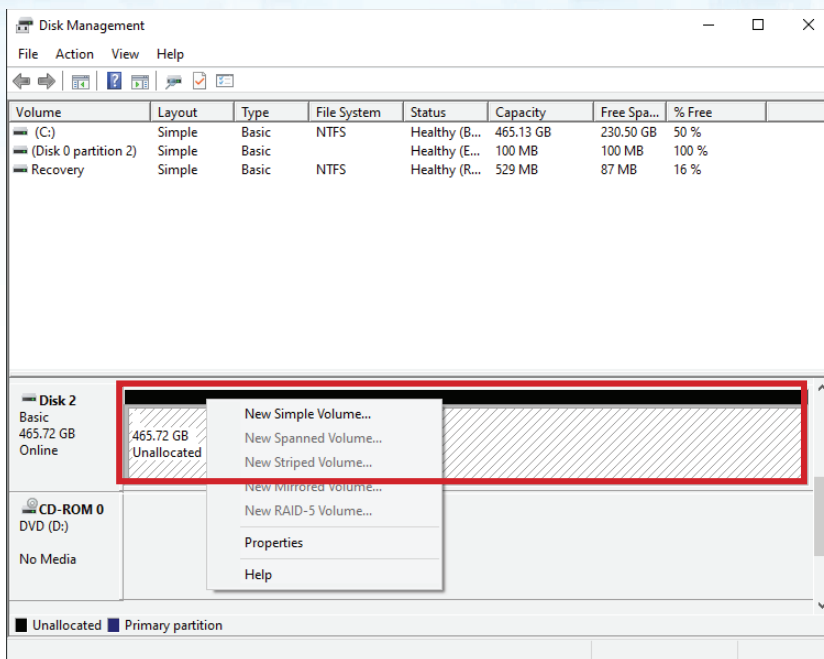 Disk Management
File Action View Help
Volume Layout Type File System Status Capacity Free Spa... % Free
(C:) Simple Basic NTFS Healthy (B... 465.13 GB 230.50 GB 50 %
(Disk 0 partition 2) Simple Basic Healthy (E... 100 MB 100 MB 100 %
Recovery Simple Basic NTFS Healthy (R... 529 MB 87 MB 16 %
Disk 2
Basic
465.72 GB
Online
465.72 GB
Unallocated
New Simple Volume...
New Spanned Volume...
New Striped Volume...
New Mirrored Volume...
New RAID-5 Volume...
Properties
Help
CD-ROM 0
DVD (D:)
No Media
Unallocated Primary partition